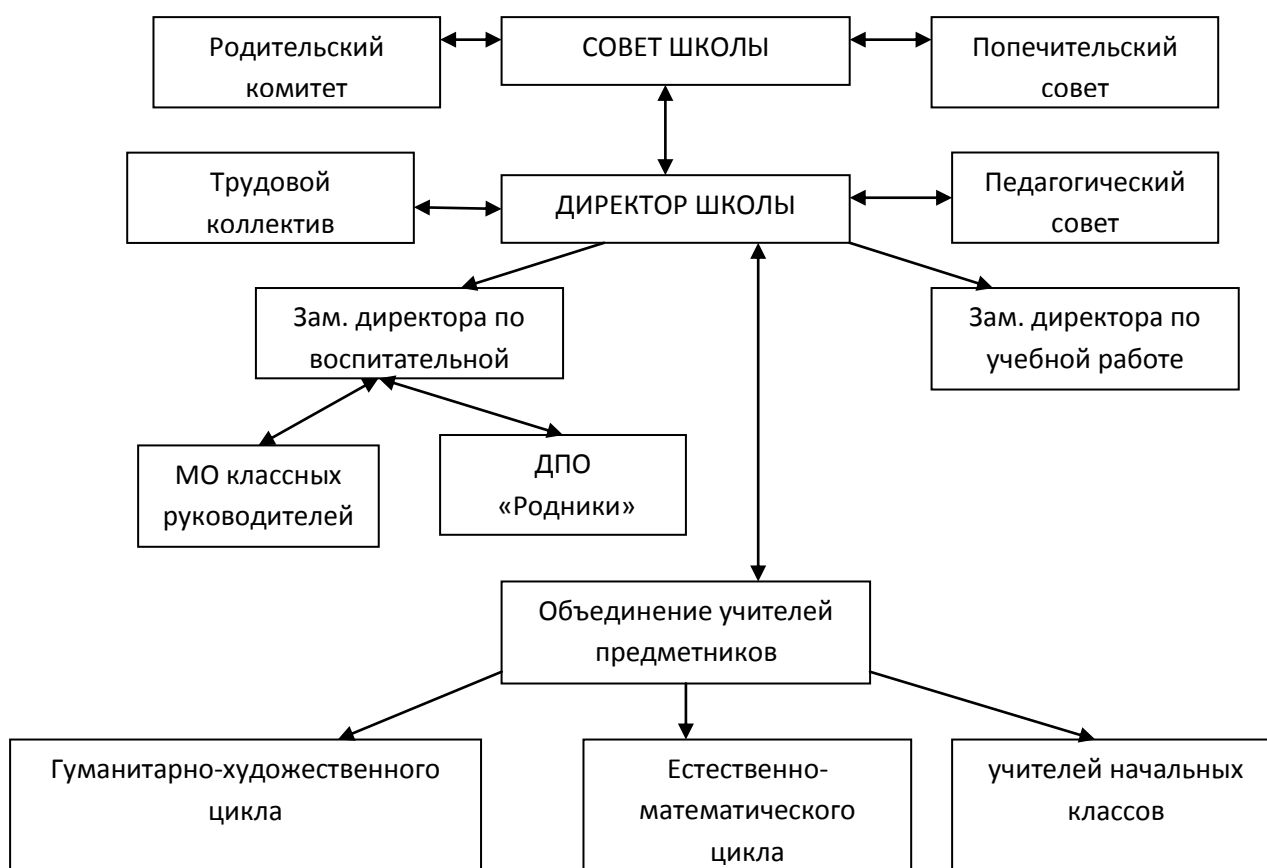 Родительский
комитет
СОВЕТ ШКОЛЫ
Попечительский
совет
Трудовой
коллектив
ДИРЕКТОР ШКОЛЫ
Педагогический
совет
Зам. директора по
воспитательной
Зам. директора по
учебной работе
МО классных
руководителей
ДПО
«Родники»
Объединение учителей
предметников
Гуманитарно-художественного
цикла
Естественно-
математического
цикла
учителей начальных
классов